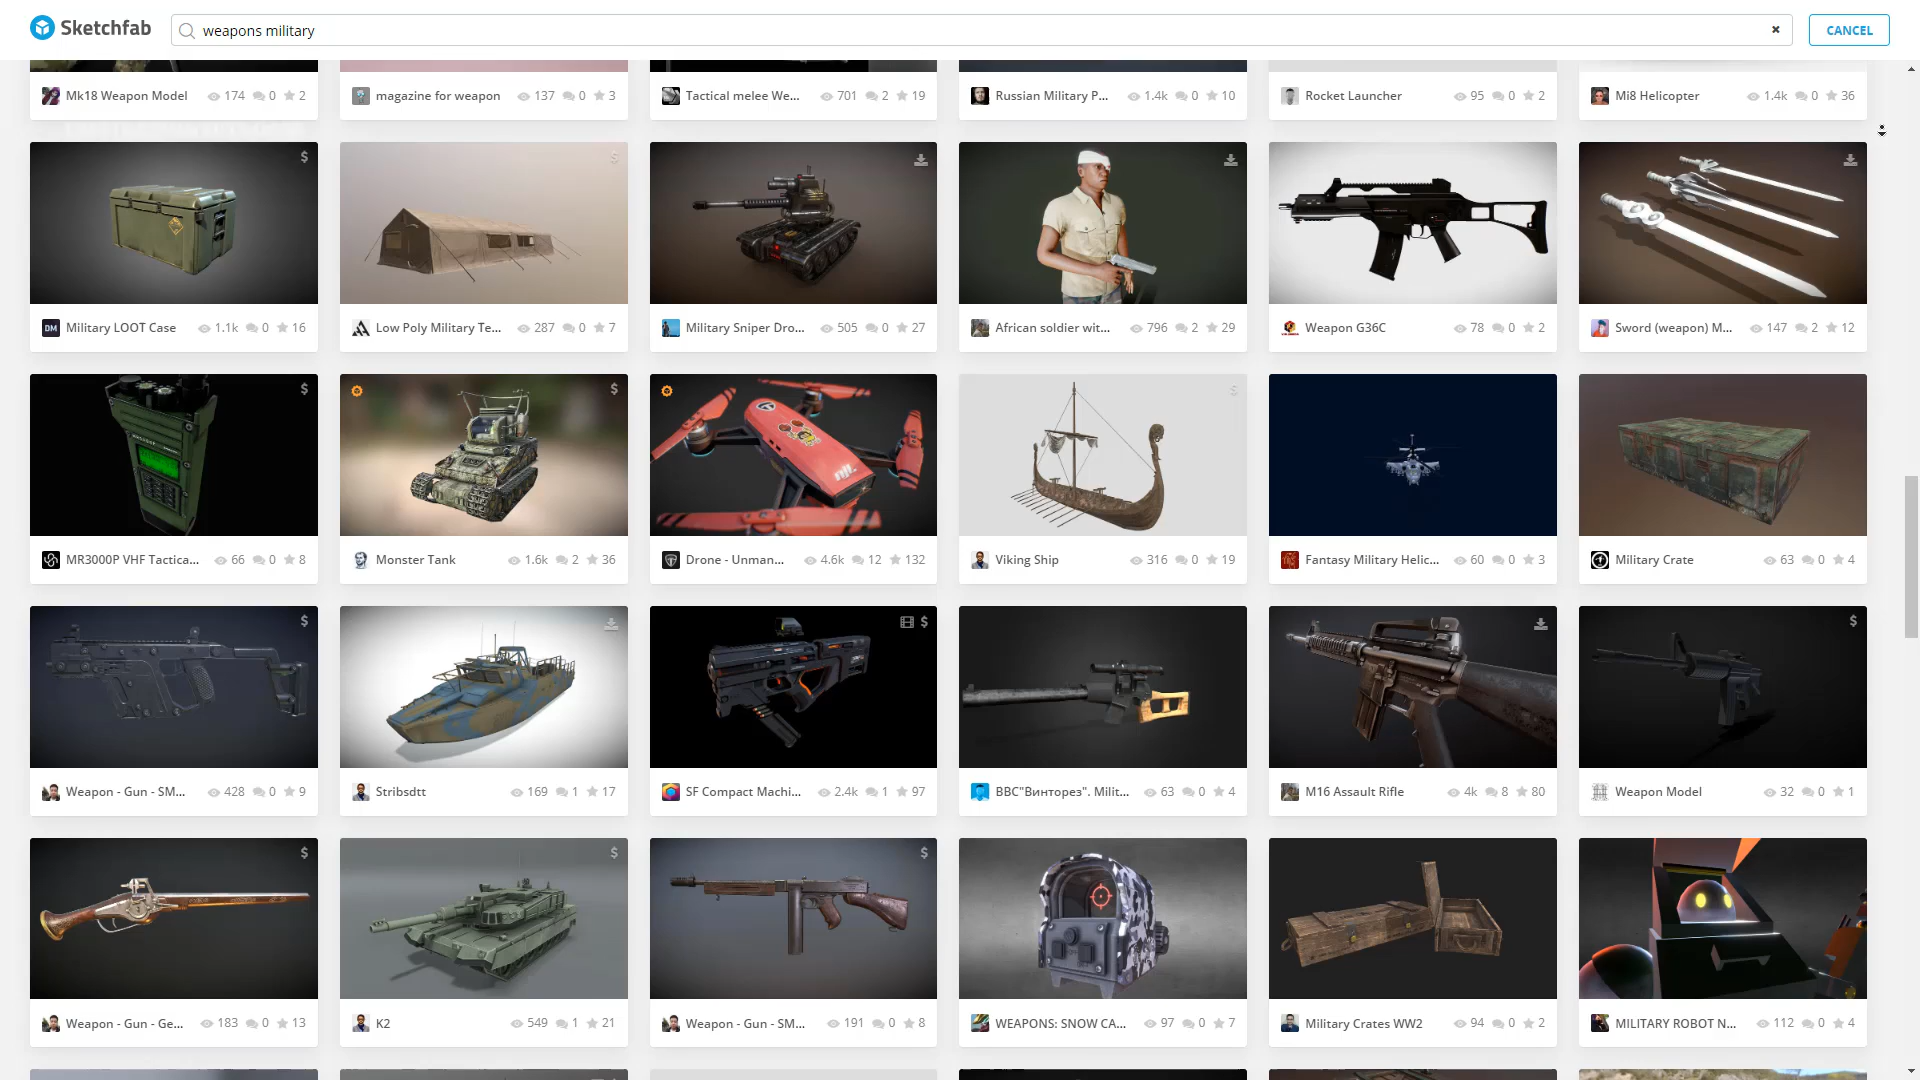 Sketchfab
weapons military
CANCEL
Mk18 Weapon Model 174 0 2
magazine for weapon 137 0 3
Tactical melee We... 701 2 19
Russian Military P... 1.4k 0 10
Rocket Launcher 95 0 2
Mi8 Helicopter 1.4k 0 36
$
$
Military LOOT Case 1.1k 0 16
Low Poly Military Te... 287 0 7
Military Sniper Dro... 505 0 27
African soldier wit... 796 2 29
Weapon G36C 78 0 2
Sword (weapon) M... 147 2 12
$
$
$
MR3000P VHF Tactica... 66 0 8
Monster Tank 1.6k 2 36
Drone - Unman... 4.6k 12 132
Viking Ship 316 0 19
Fantasy Military Helic... 60 0 3
Military Crate 63 0 4
$
$
$
Weapon - Gun - SM... 428 0 9
Stribsdtt 169 1 17
SF Compact Machi... 2.4k 1 97
ВВС"Винторез". Milit... 63 0 4
M16 Assault Rifle 4k 8 80
Weapon Model 32 0 1
$
$
$
Weapon - Gun - Ge... 183 0 13
K2 549 1 21
Weapon - Gun - SM... 191 0 8
WEAPONS: SNOW CA... 97 0 7
Military Crates WW2 94 0 2
MILITARY ROBOT N... 112 0 4